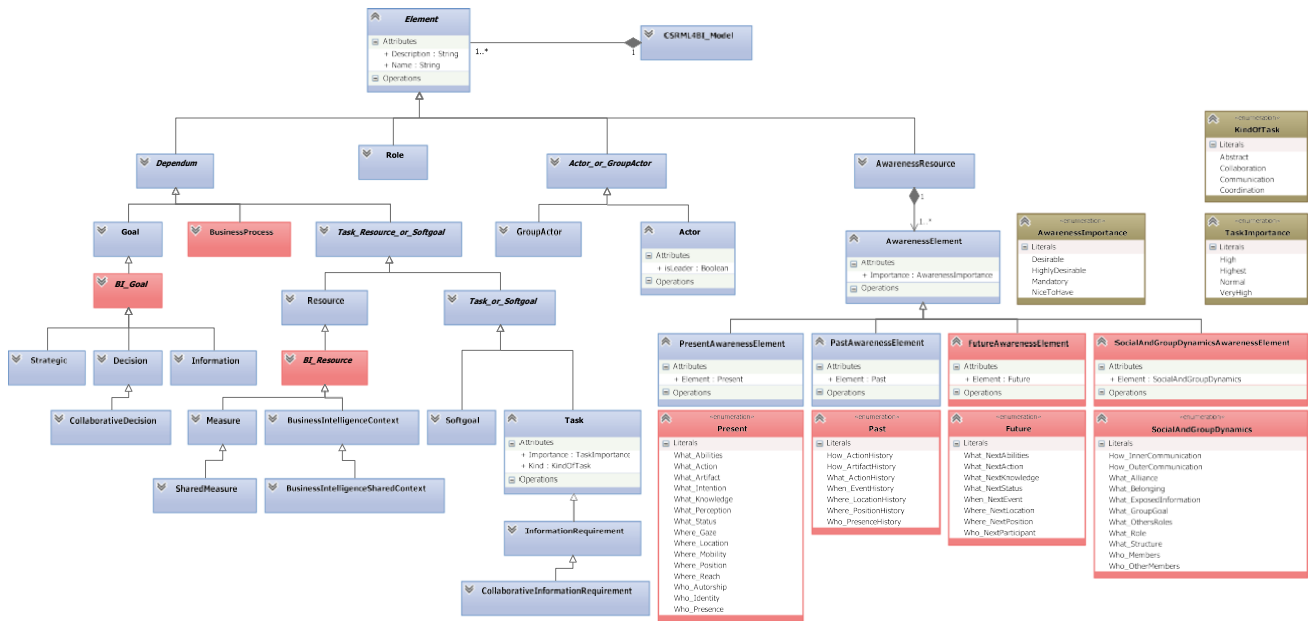 Element
Attributes
+ Description : String
+ Name : String
Operations
1..*
1
CSRML4BI_Model
Dependum
Role
Actor_or_GroupActor
AwarenessResource
1
1..*
«enumeration»
KindOfTask
Literals
Abstract
Collaboration
Communication
Coordination
Goal
BusinessProcess
Task_Resource_or_Softgoal
GroupActor
Actor
Attributes
+ isLeader : Boolean
Operations
AwarenessElement
Attributes
+ Importance : AwarenessImportance
Operations
«enumeration»
AwarenessImportance
Literals
Desirable
HighlyDesirable
Mandatory
NiceToHave
«enumeration»
TaskImportance
Literals
High
Highest
Normal
VeryHigh
BI_Goal
Resource
Task_or_Softgoal
Strategic
Decision
Information
BI_Resource
PresentAwarenessElement
Attributes
+ Element : Present
Operations
PastAwarenessElement
Attributes
+ Element : Past
Operations
FutureAwarenessElement
Attributes
+ Element : Future
Operations
SocialAndGroupDynamicsAwarenessElement
Attributes
+ Element : SocialAndGroupDynamics
Operations
CollaborativeDecision
Measure
BusinessIntelligenceContext
Softgoal
Task
Attributes
+ Importance : TaskImportance
+ Kind : KindOfTask
Operations
SharedMeasure
BusinessIntelligenceSharedContext
InformationRequirement
CollaborativeInformationRequirement
«enumeration»
Present
Literals
What_Abilities
What_Action
What_Artifact
What_Intention
What_Knowledge
What_Perception
What_Status
Where_Gaze
Where_Location
Where_Mobility
Where_Position
Where_Reach
Who_Autorship
Who_Identity
Who_Presence
«enumeration»
Past
Literals
How_ActionHistory
How_ArtifactHistory
What_ActionHistory
When_EventHistory
Where_LocationHistory
Where_PositionHistory
Who_PresenceHistory
«enumeration»
Future
Literals
What_NextAbilities
What_NextAction
What_NextKnowledge
What_NextStatus
When_NextEvent
Where_NextLocation
Where_NextPosition
Who_NextParticipant
«enumeration»
SocialAndGroupDynamics
Literals
How_InnerCommunication
How_OuterCommunication
What_Alliance
What_Belonging
What_ExposedInformation
What_GroupGoal
What_OthersRoles
What_Role
What_Structure
Who_Members
Who_OtherMembers